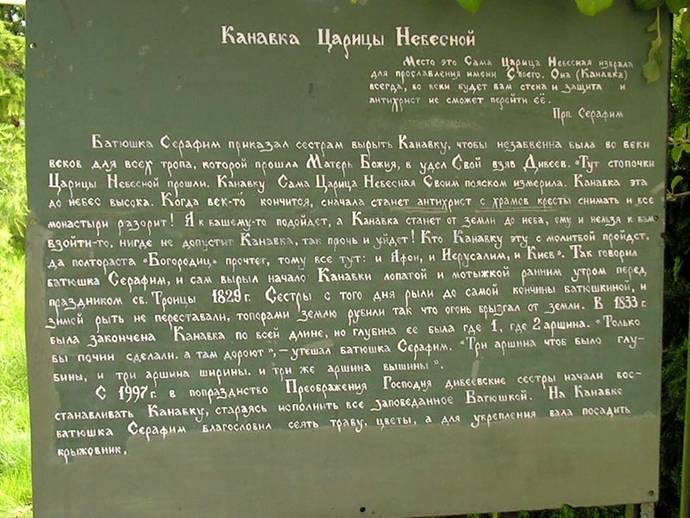 Канавка Царицы Небесной
Место это Сама Царица Небесная избрала
для прославления имени Своего. Она (Канавка)
всегда, во веки будет вам стена и защита и
антихрист не сможет перейти её.
Прп Серафим
Батюшка Серафим приказал сестрам вырыть Канавку, чтобы незабвенна была во веки
веков для всех тропа, которой прошла Матерь Божия, в удел Свой взяв Дивеев. "Тут стопочки
Царицы Небесной прошли. Канавку Сама Царица Небесная Своим пояском измерила. Канавка эта
до небес высока. Когда век-то кончится, сначала станет антихрист с храмов кресты снимать и все
монастыри разорит! А к вашему-то подойдет, а Канавка станет от земли до неба, ему и нельзя к вам
взойти-то, нигде не допустит Канавка, так прочь и уйдет! Кто Канавку эту с молитвой пройдет,
да полтораста «Богородиц» прочтет, тому все тут: и Афон, и Иерусалим, и Киев». Так говорил
батюшка Серафим, и сам вырыл начало Канавки лопатой и мотыжкой ранним утром перед
праздником св. Троицы 1829 г. Сестры с того дня рыли до самой кончины батюшкиной, и
зимой рыть не переставали, топорами землю рубили так что огонь брызгал от земли. В 1833 г.
была закончена Канавка по всей длине, но глубина ее была где 1, где 2 аршина. "Только
бы почин сделали, а там дороют", – утешал батюшка Серафим. "Три аршина чтоб было глу-
бины, и три аршина ширины, и три же аршина вышины".
С 1997 г. в попразднство Преображения Господня дивеевские сестры начали вос-
станавливать Канавку, стараясь исполнить все заповеданное Батюшкой. На Канавке
батюшка Серафим благословил сеять траву, цветы, а для укрепления вала посадить
крыжовник,